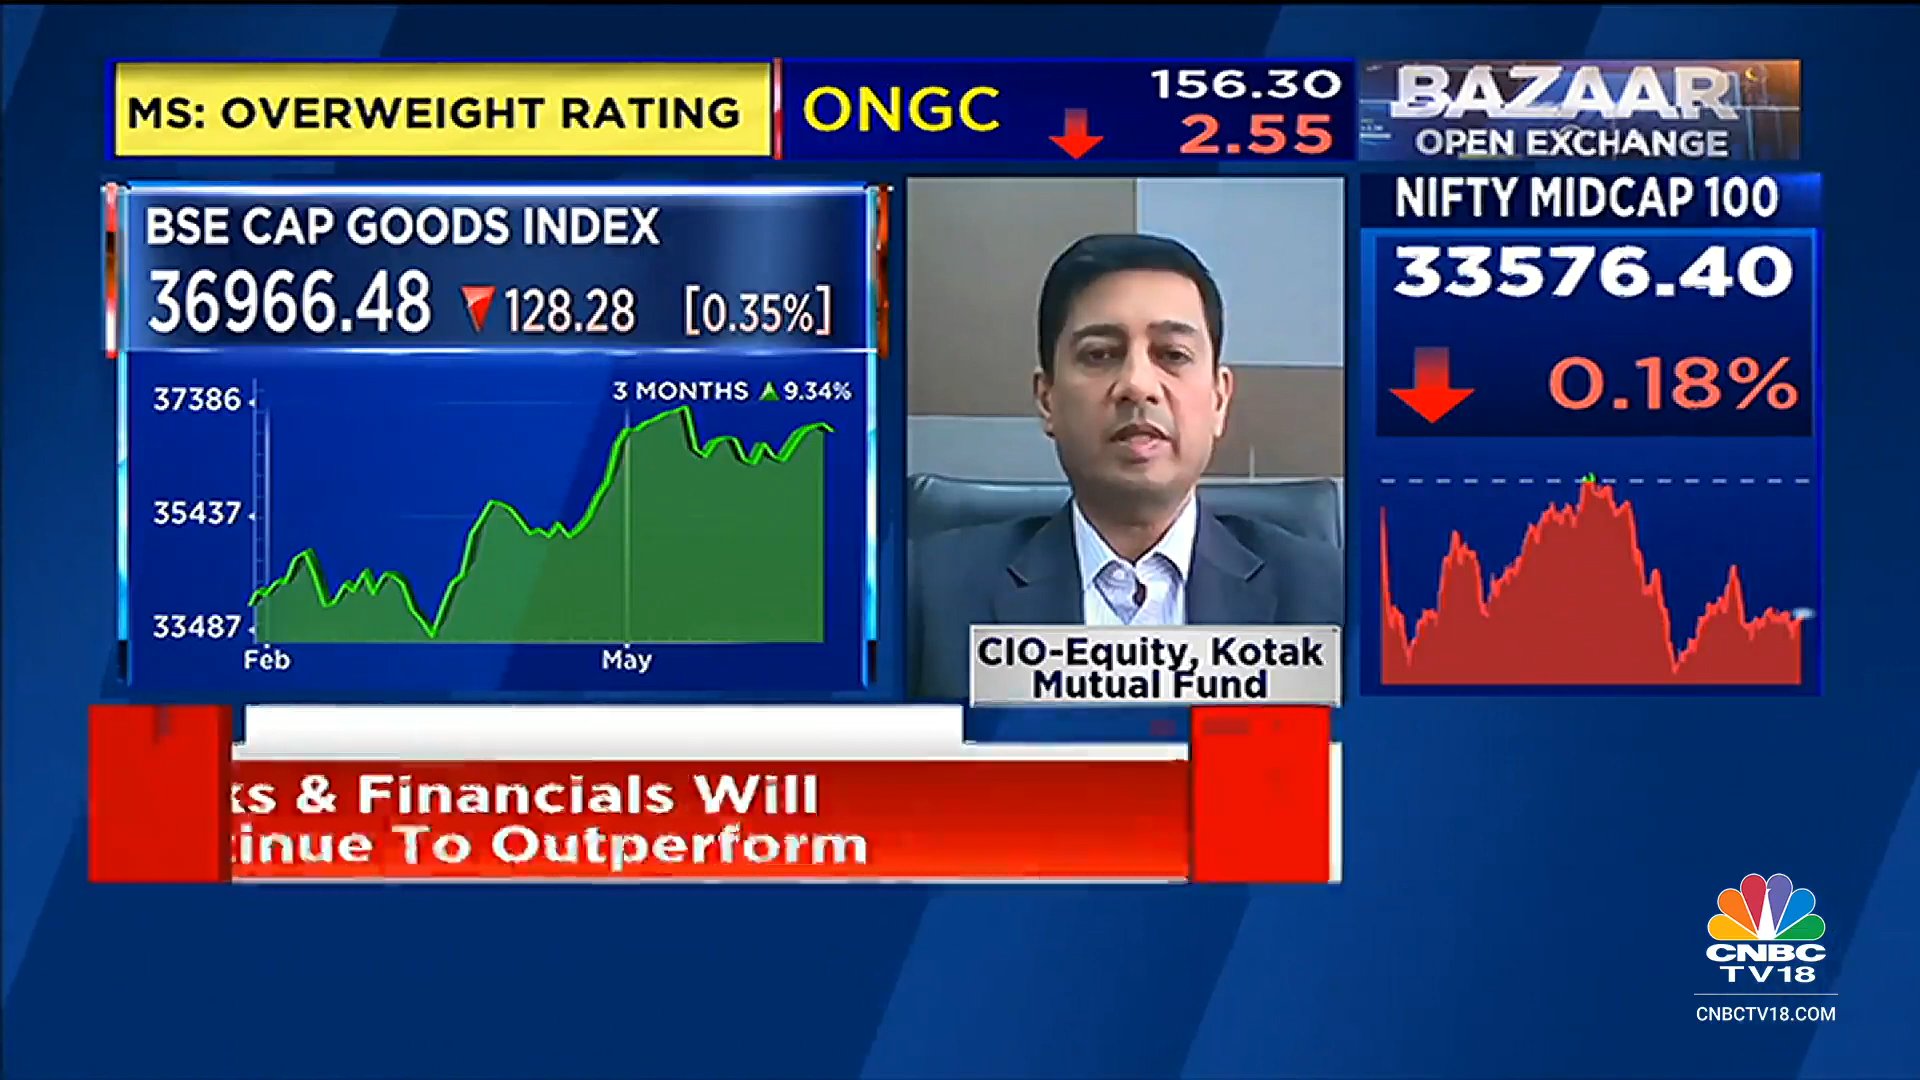 MS: OVERWEIGHT RATING
ONGC
156.30
2.55
BAZAAR
OPEN EXCHANGE
BSE CAP GOODS INDEX
36966.48 128.28 [0.35%]
3 MONTHS 9.34%
37386
35437
33487
Feb May
CIO-Equity, Kotak
Mutual Fund
NIFTY MIDCAP 100
33576.40
0.18%
& Financials Will
To Outperform
CNBC
TV18
CNBCTV18.COM